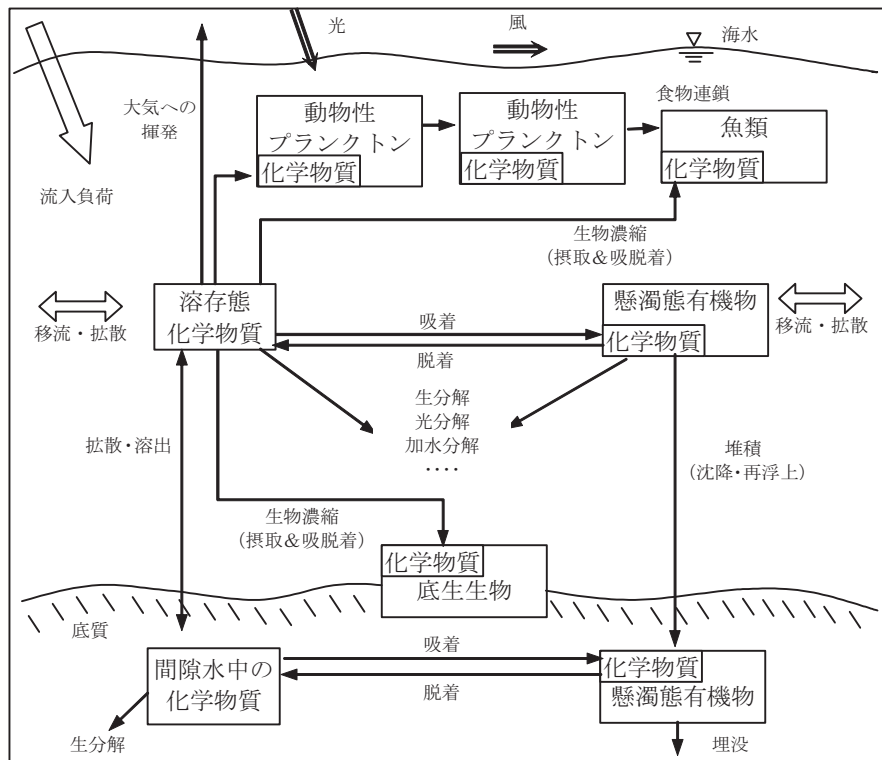 光
風
海水
大気への
揮発
動物性
プランクトン
化学物質
動物性
プランクトン
化学物質
食物連鎖
魚類
化学物質
流入負荷
生物濃縮
(摂取&吸脱着)
移流・拡散
溶存態
化学物質
吸着
脱着
懸濁態有機物
化学物質
移流・拡散
生分解
光分解
加水分解
‥‥
拡散・溶出
堆積
(沈降・再浮上)
生物濃縮
(摂取&吸脱着)
化学物質
底生生物
底質
間隙水中の
化学物質
吸着
脱着
化学物質
懸濁態有機物
生分解
埋没